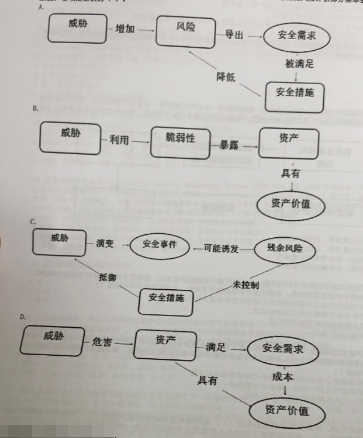 A.
威胁 增加 风险 导出 安全需求
被满足
降低
安全措施
B.
威胁 利用 脆弱性 暴露 资产
具有
资产价值
C.
威胁 演变 安全事件 可能诱发 残余风险
抵御
未控制
安全措施
D.
威胁 危害 资产 满足 安全需求
具有 成本
资产价值